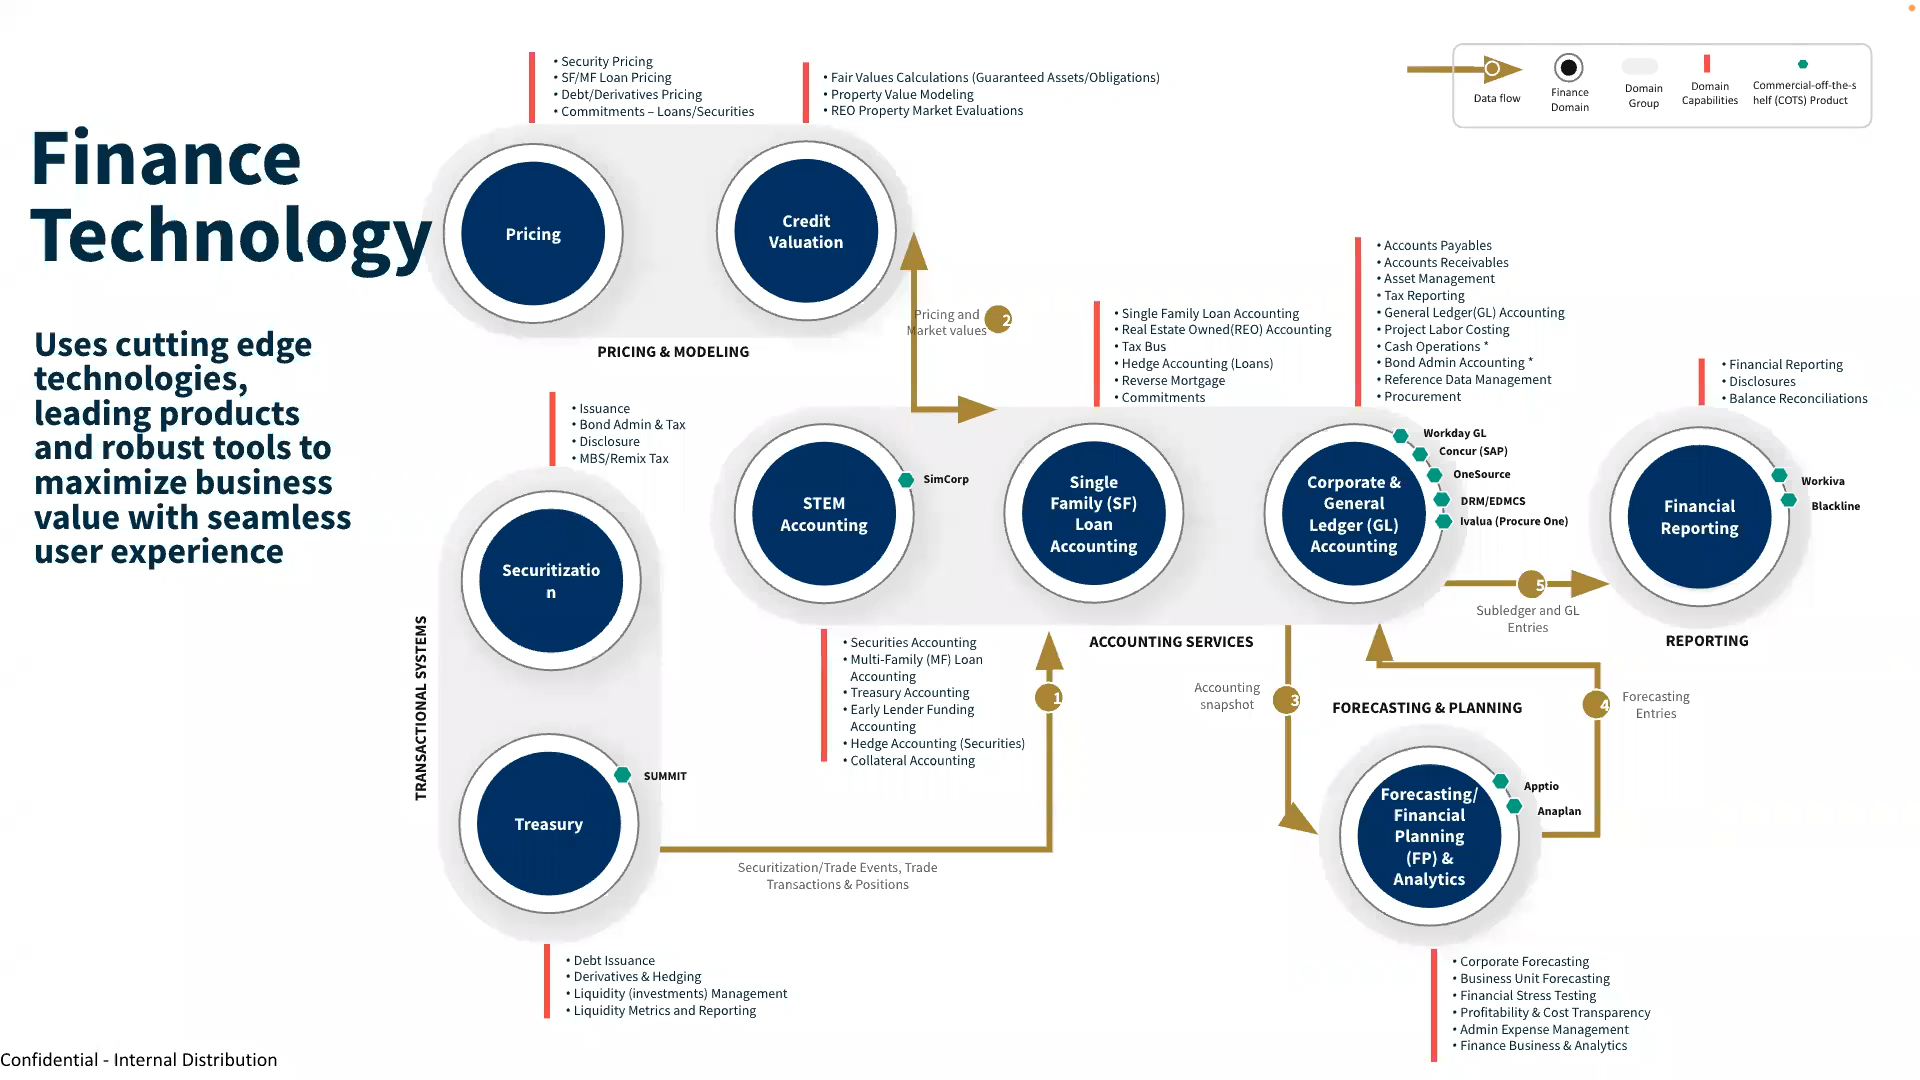 Finance
Technology
Uses cutting edge
technologies,
leading products
and robust tools to
maximize business
value with seamless
user experience
• Security Pricing
• SF/MF Loan Pricing
• Debt/Derivatives Pricing
• Commitments – Loans/Securities
• Fair Values Calculations (Guaranteed Assets/Obligations)
• Property Value Modeling
• REO Property Market Evaluations
Data flow
Finance
Domain
Domain
Group
Domain
Capabilities
Commercial-off-the-s
helf (COTS) Product
Pricing
Credit
Valuation
PRICING & MODELING
Pricing and
Market values
2
• Single Family Loan Accounting
• Real Estate Owned(REO) Accounting
• Tax Bus
• Hedge Accounting (Loans)
• Reverse Mortgage
• Commitments
• Accounts Payables
• Accounts Receivables
• Asset Management
• Tax Reporting
• General Ledger(GL) Accounting
• Project Labor Costing
• Cash Operations *
• Bond Admin Accounting *
• Reference Data Management
• Procurement
• Financial Reporting
• Disclosures
• Balance Reconciliations
• Issuance
• Bond Admin & Tax
• Disclosure
• MBS/Remix Tax
STEM
Accounting
SimCorp
Single
Family (SF)
Loan
Accounting
Corporate &
General
Ledger (GL)
Accounting
Workday GL
Concur (SAP)
OneSource
DRM/EDMCS
Ivalua (Procure One)
Financial
Reporting
Workiva
Blackline
Securitizatio
n
TRANSACTIONAL SYSTEMS
Treasury
SUMMIT
• Securities Accounting
• Multi-Family (MF) Loan
Accounting
• Treasury Accounting
• Early Lender Funding
Accounting
• Hedge Accounting (Securities)
• Collateral Accounting
1
ACCOUNTING SERVICES
5
Subledger and GL
Entries
REPORTING
Accounting
snapshot
3
FORECASTING & PLANNING
4
Forecasting
Entries
Forecasting/
Financial
Planning
(FP) &
Analytics
Apptio
Anaplan
Securitization/Trade Events, Trade
Transactions & Positions
• Debt Issuance
• Derivatives & Hedging
• Liquidity (investments) Management
• Liquidity Metrics and Reporting
• Corporate Forecasting
• Business Unit Forecasting
• Financial Stress Testing
• Profitability & Cost Transparency
• Admin Expense Management
• Finance Business & Analytics
Confidential - Internal Distribution